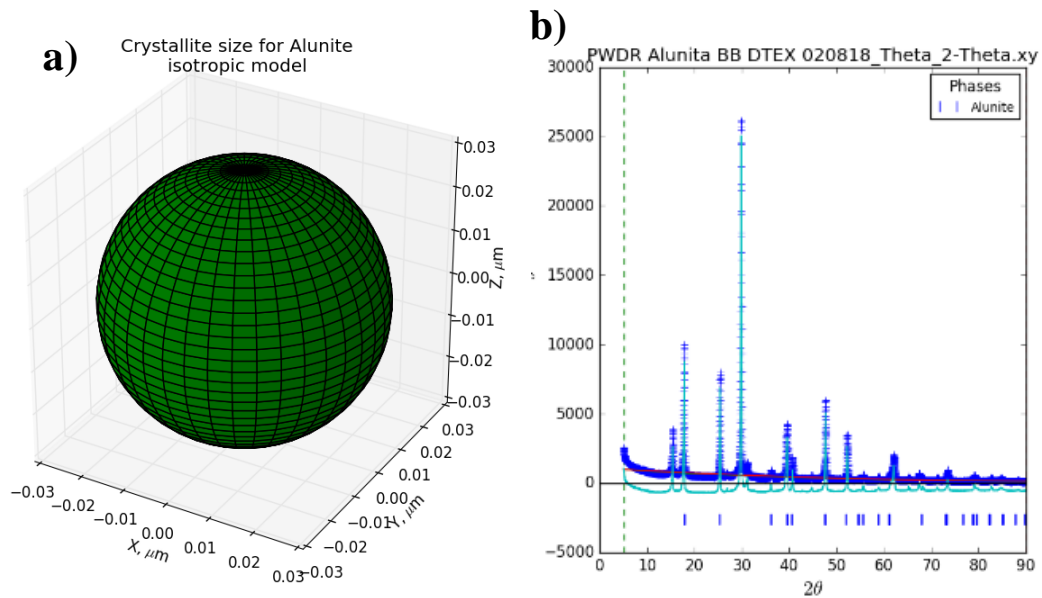 a)
Crystallite size for Alunite
isotropic model
0.03
0.02
0.01
0.00
−0.01
−0.02
−0.03
Z, μm
−0.03
−0.02
−0.01
0.00
0.01
0.02
0.03
X, μm
−0.03
−0.02
−0.01
0.00
0.01
0.02
0.03
Y, μm
b)
PWDR Alunita BB DTEX 020818_Theta_2-Theta.xy
Phases
Alunite
30000
25000
20000
15000
10000
5000
0
−5000
0 10 20 30 40 50 60 70 80 90
2θ